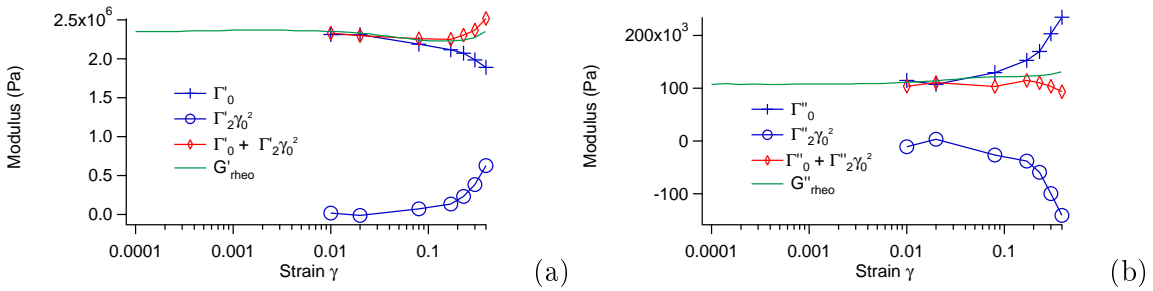 2.5x10⁶
2.0
1.5
1.0
0.5
0.0
Modulus (Pa)
Γ'₀
Γ'₂γ₀²
Γ'₀ + Γ'₂γ₀²
G'rheo
0.0001
0.001
0.01
0.1
Strain γ
(a)
200x10³
100
0
-100
Modulus (Pa)
Γ''₀
Γ''₂γ₀²
Γ''₀ + Γ''₂γ₀²
G''rheo
0.0001
0.001
0.01
0.1
Strain γ
(b)